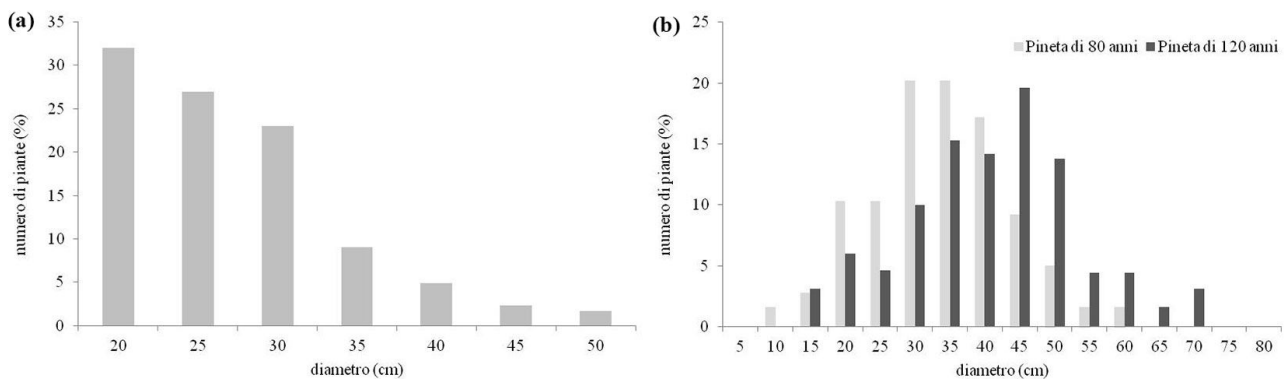 (a)
numero di piante (%)
35
30
25
20
15
10
5
0
20 25 30 35 40 45 50
diametro (cm)
(b)
numero di piante (%)
25
20
15
10
5
0
Pineta di 80 anni Pineta di 120 anni
5 10 15 20 25 30 35 40 45 50 55 60 65 70 75 80
diametro (cm)